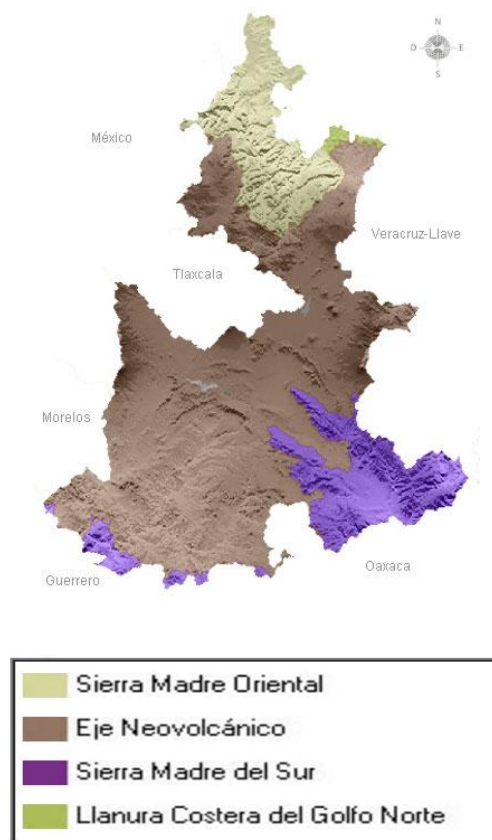 N
O E
S
México
Veracruz-Llave
Tlaxcala
Morelos
Guerrero
Oaxaca
Sierra Madre Oriental
Eje Neovolcánico
Sierra Madre del Sur
Llanura Costera del Golfo Norte